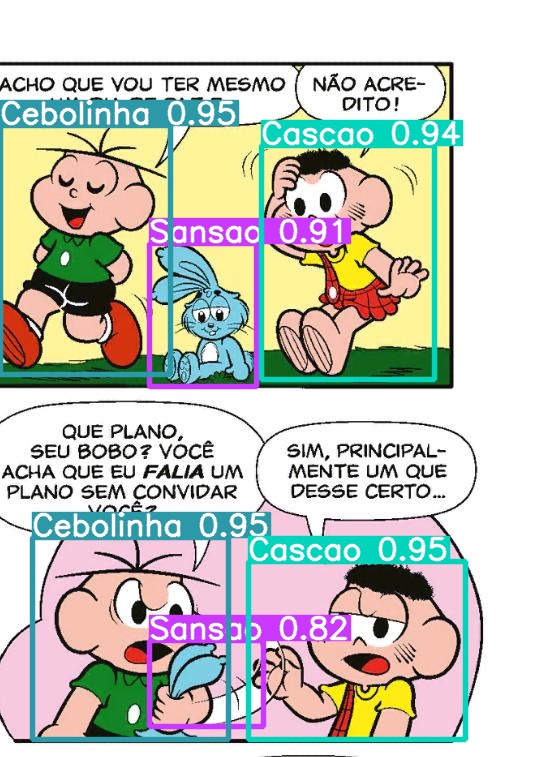 ACHO QUE VOU TER MESMO
NÃO ACRE-
DITO!
Cebolinha 0.95
Cascao 0.94
Sansao 0.91
QUE PLANO,
SEU BOBO? VOCÊ
ACHA QUE EU FALIA UM
PLANO SEM CONVIDAR
VOCÊ?
SIM, PRINCIPAL-
MENTE UM QUE
DESSE CERTO...
Cebolinha 0.95
Cascao 0.95
Sansao 0.82